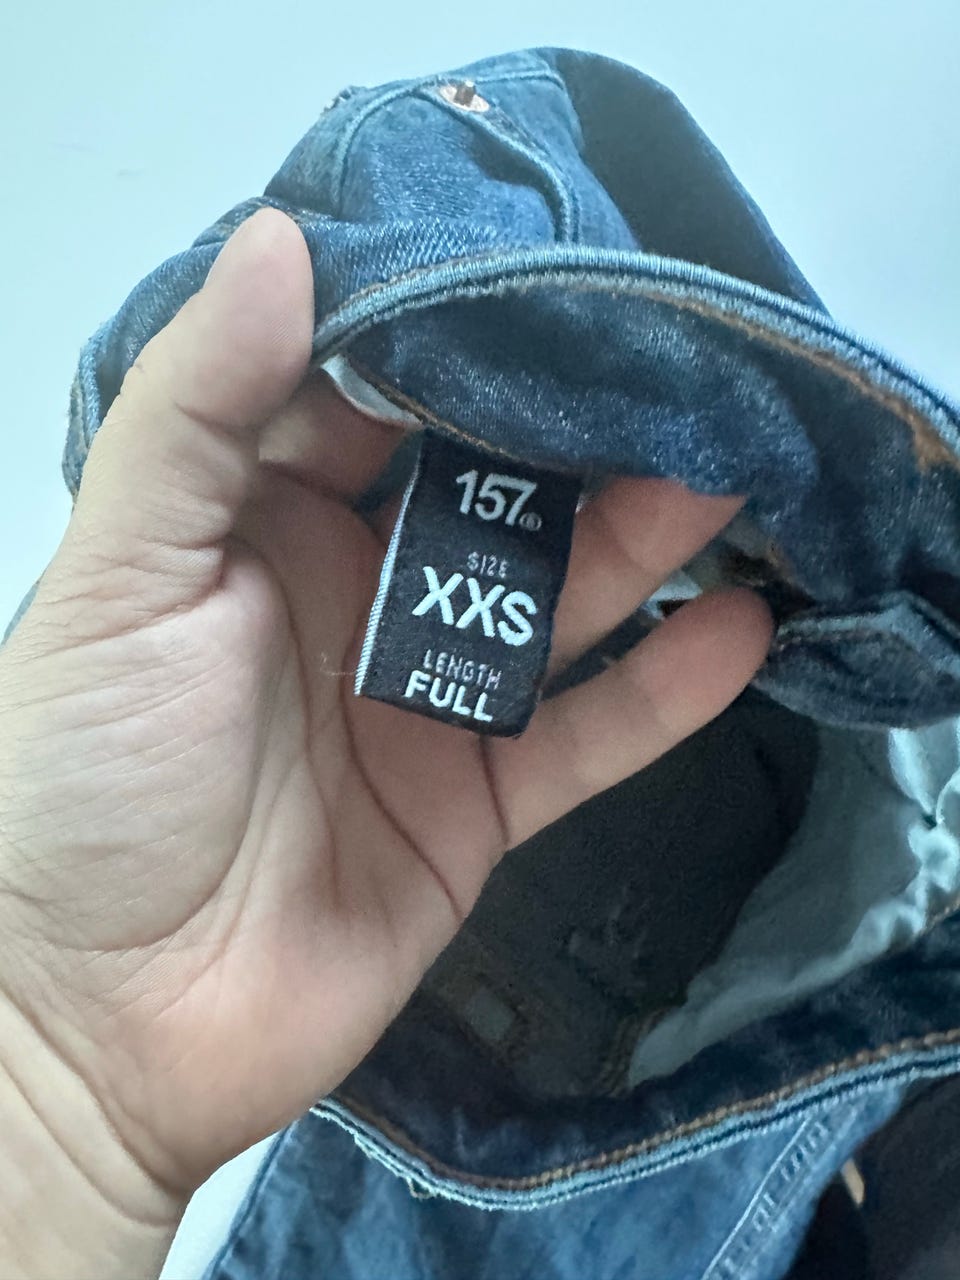 157®
SIZE
XXS
LENGTH
FULL